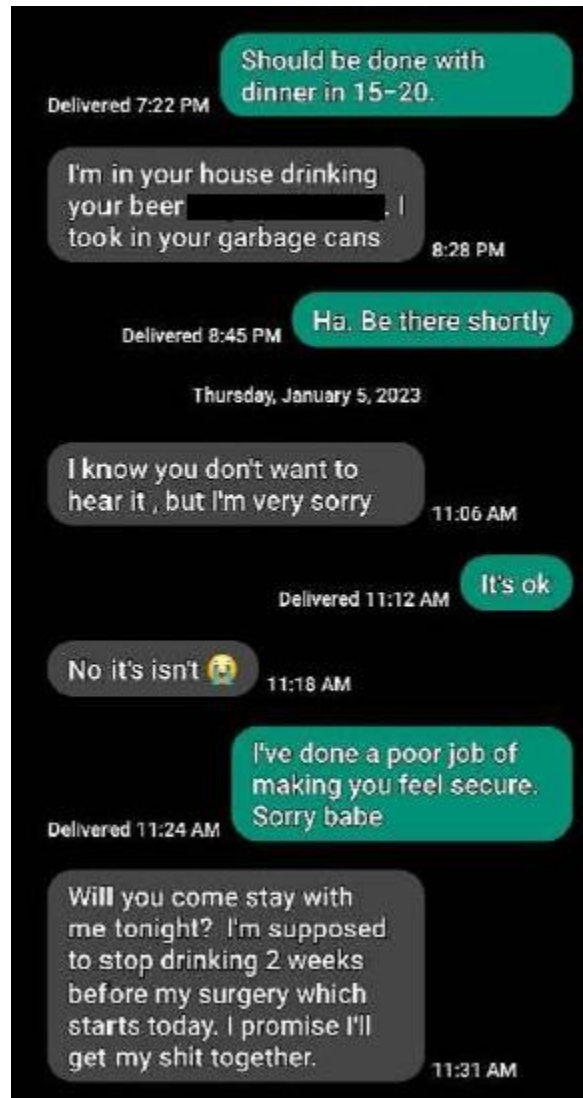 Should be done with
dinner in 15-20.
Delivered 7:22 PM
I'm in your house drinking
your beer . I
took in your garbage cans
8:28 PM
Ha. Be there shortly
Delivered 8:45 PM
Thursday, January 5, 2023
I know you don't want to
hear it , but I'm very sorry
11:06 AM
It's ok
Delivered 11:12 AM
No it's isn't 😭
11:18 AM
I've done a poor job of
making you feel secure.
Sorry babe
Delivered 11:24 AM
Will you come stay with
me tonight? I'm supposed
to stop drinking 2 weeks
before my surgery which
starts today. I promise I'll
get my shit together.
11:31 AM